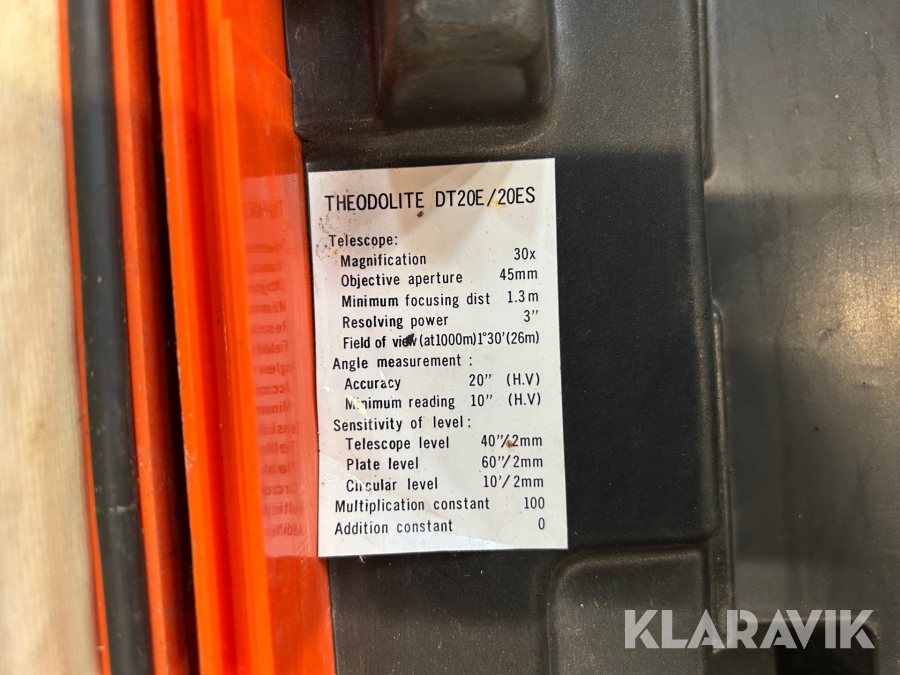 THEODOLITE DT20E/20ES
Telescope:
Magnification 30x
Objective aperture 45mm
Minimum focusing dist 1.3m
Resolving power 3"
Field of view(at1000m)1°30'(26m)
Angle measurement :
Accuracy 20" (H.V)
Minimum reading 10" (H.V)
Sensitivity of level:
Telescope level 40"/2mm
Plate level 60"/2mm
Circular level 10'/2mm
Multiplication constant 100
Addition constant 0
KLARAVIK